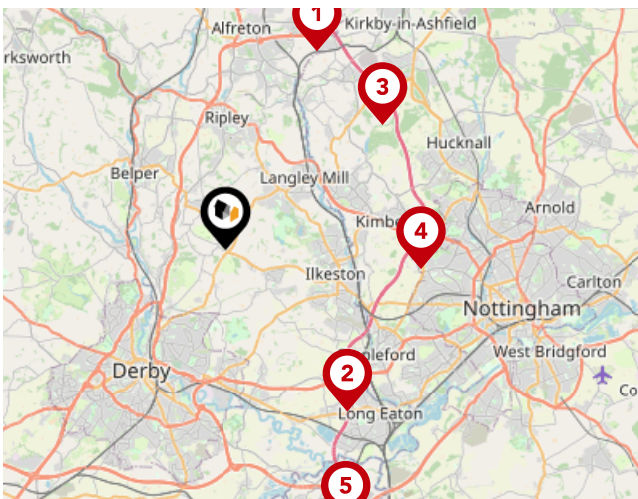 1
Kirkby-in-Ashfield
Alfreton
rksworth
3
Ripley
Hucknall
Belper
Langley Mill
Arnold
Kimbe
4
Ilkeston
Carlton
Nottingham
pleford
West Bridgford
Derby
2
Co
Long Eaton
5